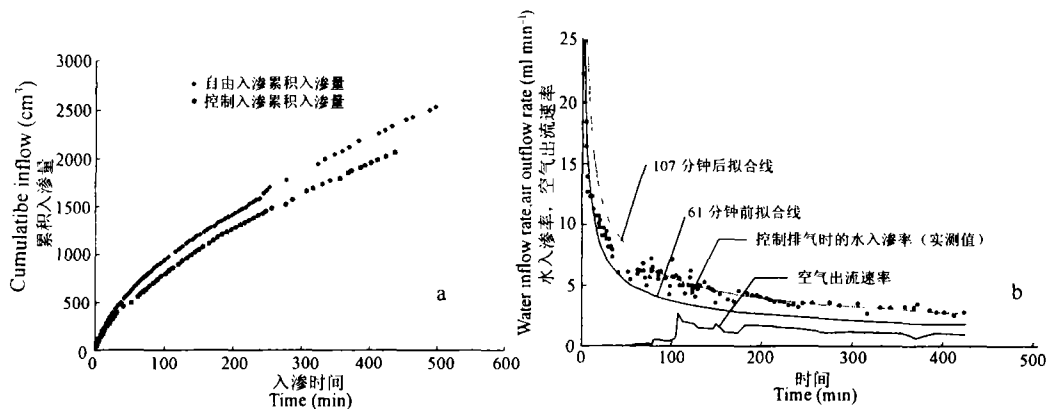 Cumulatibe inflow (cm³)
累积入渗量
3000
2500
2000
1500
1000
500
0
自由入渗累积入渗量
控制入渗累积入渗量
a
0 100 200 300 400 500 600
入渗时间
Time (min)
Water inflow rate,air outflow rate (ml min⁻¹)
水入渗率，空气出流速率
25
20
15
10
5
0
107 分钟后拟合线
61 分钟前拟合线
控制排气时的水入渗率（实测值）
空气出流速率
b
0 100 200 300 400 500
时间
Time (min)